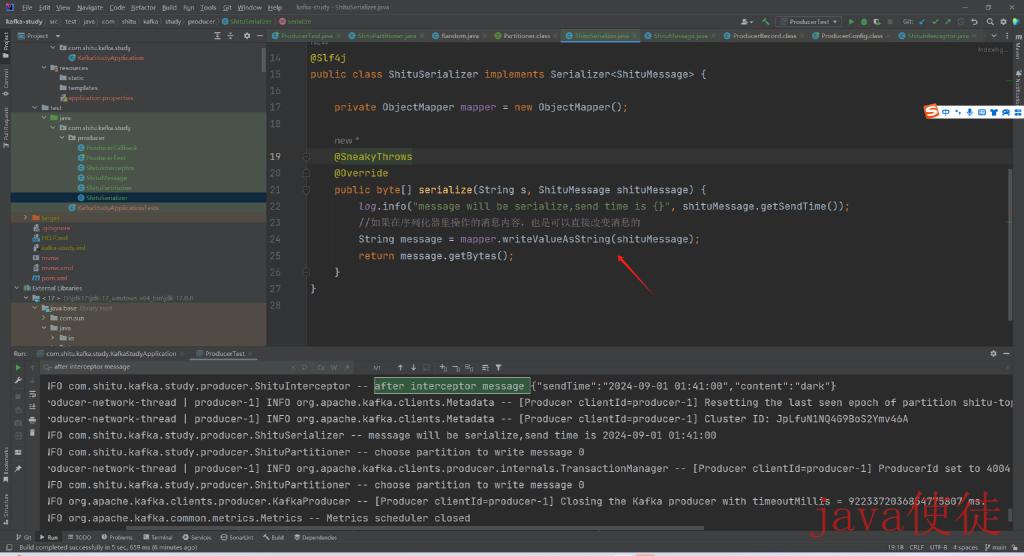 File Edit View Navigate Code Refactor Build Run Tools Git Window Help kafka-study - ShituSerializer.java
kafka-study src test java com shitu kafka study producer ShituSerializer serialize ProducerTest Git:
Project ProducerTest.java ShituPartitioner.java Random.java Partitioner.class ShituSerializer.java ShituMessage.java ProducerRecord.class ProducerConfig.class ShituInterceptor.java
com.shitu.kafka.study
KafkaStudyApplication
resources
static
templates
application.properties
test
java
com.shitu.kafka.study
producer
ProducerCallback
ProducerTest
ShituInterceptor
ShituMessage
ShituPartitioner
ShituSerializer
KafkaStudyApplicationTests
target
.gitignore
HELP.md
kafka-study.iml
mvnw
mvnw.cmd
pom.xml
External Libraries
java.base library root
com.sun
java
io
14 @Slf4j
15 public class ShituSerializer implements Serializer<ShituMessage> {
16
17 private ObjectMapper mapper = new ObjectMapper();
18
new *
19 @SneakyThrows
20 @Override
21 public byte[] serialize(String s, ShituMessage shituMessage) {
22 log.info("message will be serialize,send time is {}", shituMessage.getSendTime());
23 //如果在序列化器里操作的消息内容，也是可以直接改变消息的
24 String message = mapper.writeValueAsString(shituMessage);
25 return message.getBytes();
26 }
27 }
28
Run: com.shitu.kafka.study.KafkaStudyApplication ProducerTest
after interceptor message 1/1
IFO com.shitu.kafka.study.producer.ShituInterceptor -- after interceptor message {"sendTime":"2024-09-01 01:41:00","content":"dark"}
roducer-network-thread | producer-1] INFO org.apache.kafka.clients.Metadata -- [Producer clientId=producer-1] Resetting the last seen epoch of partition shitu-top
roducer-network-thread | producer-1] INFO org.apache.kafka.clients.Metadata -- [Producer clientId=producer-1] Cluster ID: JpLfuN1NQ4G9BoS2Ymv46A
IFO com.shitu.kafka.study.producer.ShituSerializer -- message will be serialize,send time is 2024-09-01 01:41:00
IFO com.shitu.kafka.study.producer.ShituPartitioner -- choose partition to write message 0
roducer-network-thread | producer-1] INFO org.apache.kafka.clients.producer.internals.TransactionManager -- [Producer clientId=producer-1] ProducerId set to 4004
IFO com.shitu.kafka.study.producer.ShituPartitioner -- choose partition to write message 0
IFO org.apache.kafka.clients.producer.KafkaProducer -- [Producer clientId=producer-1] Closing the Kafka producer with timeoutMillis = 9223372036854775807 ms.
IFO org.apache.kafka.common.metrics.Metrics -- Metrics scheduler closed
java使徒
Git Run TODO Problems Terminal Services SonarLint Build Dependencies
Build completed successfully in 5 sec, 659 ms (6 minutes ago) 19:18 CRLF UTF-8 4 spaces main